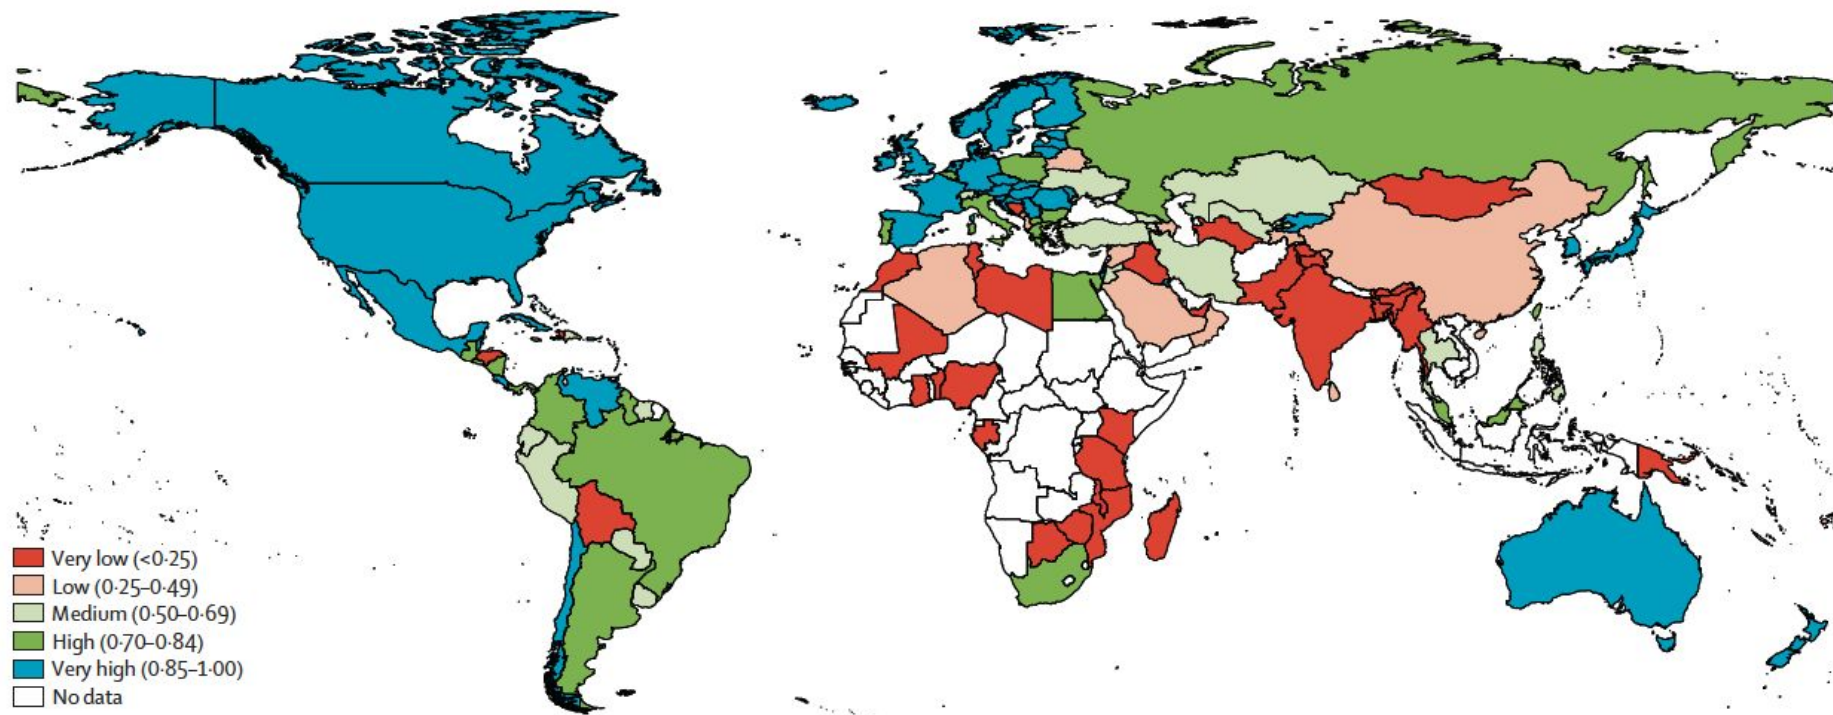 Very low (<0·25)
Low (0·25–0·49)
Medium (0·50–0·69)
High (0·70–0·84)
Very high (0·85–1·00)
No data